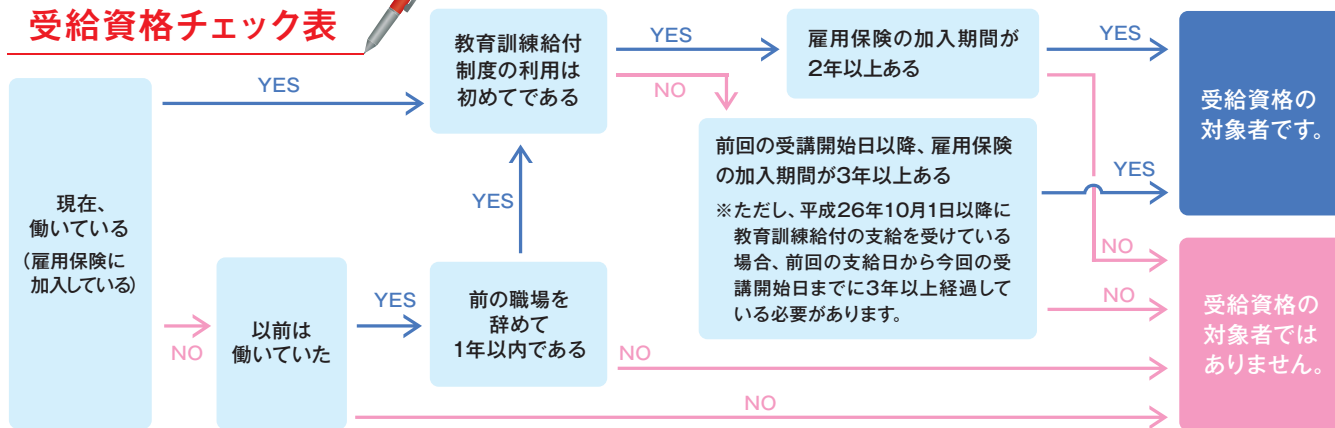 受給資格チェック表
現在、
働いている
（雇用保険に
加入している）
YES
NO
以前は
働いていた
YES
NO
前の職場を
辞めて
1年以内である
YES
NO
教育訓練給付
制度の利用は
初めてである
YES
NO
雇用保険の加入期間が
2年以上ある
YES
NO
前回の受講開始日以降、雇用保険
の加入期間が3年以上ある
※ただし、平成26年10月1日以降に
教育訓練給付の支給を受けている
場合、前回の支給日から今回の受
講開始日までに3年以上経過して
いる必要があります。
YES
NO
受給資格の
対象者です。
受給資格の
対象者では
ありません。